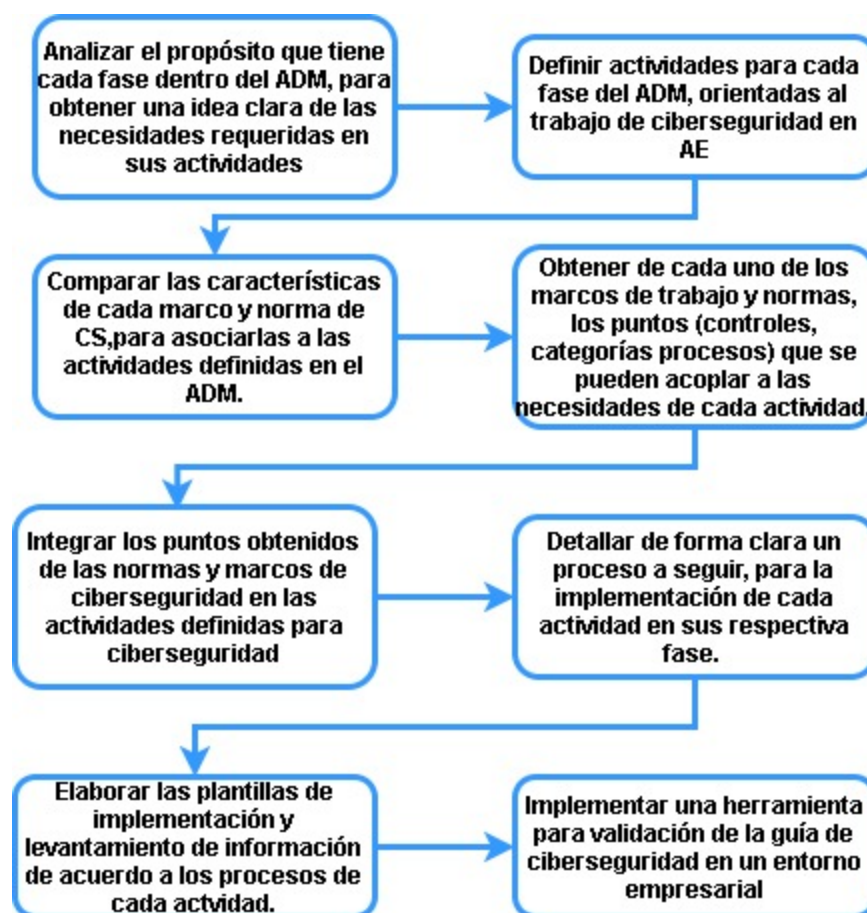 Analizar el propósito que tiene
cada fase dentro del ADM, para
obtener una idea clara de las
necesidades requeridas en
sus actividades
Definir actividades para cada
fase del ADM, orientadas al
trabajo de ciberseguridad en
AE
Comparar las características
de cada marco y norma de
CS,para asociarlas a las
actividades definidas en el
ADM.
Obtener de cada uno de los
marcos de trabajo y normas,
los puntos (controles,
categorías procesos) que se
pueden acoplar a las
necesidades de cada actividad.
Integrar los puntos obtenidos
de las normas y marcos de
ciberseguridad en las
actividades definidas para
ciberseguridad
Detallar de forma clara un
proceso a seguir, para la
implementación de cada
actividad en sus respectiva
fase.
Elaborar las plantillas de
implementación y
levantamiento de información
de acuerdo a los procesos de
cada actvidad.
Implementar una herramienta
para validación de la guía de
ciberseguridad en un entorno
empresarial